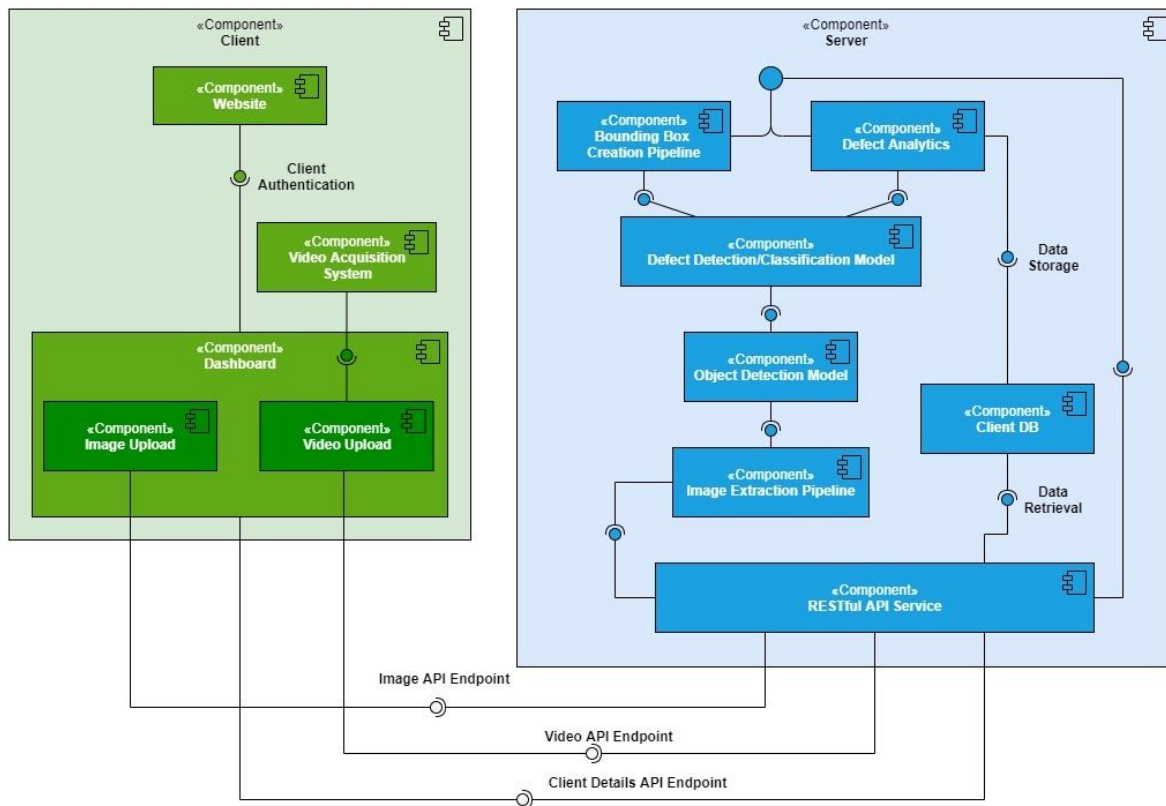 «Component»
Client
«Component»
Website
Client
Authentication
«Component»
Video Acquisition
System
«Component»
Dashboard
«Component»
Image Upload
«Component»
Video Upload
«Component»
Server
«Component»
Bounding Box
Creation Pipeline
«Component»
Defect Analytics
«Component»
Defect Detection/Classification Model
Data
Storage
«Component»
Object Detection Model
«Component»
Client DB
«Component»
Image Extraction Pipeline
Data
Retrieval
«Component»
RESTful API Service
Image API Endpoint
Video API Endpoint
Client Details API Endpoint